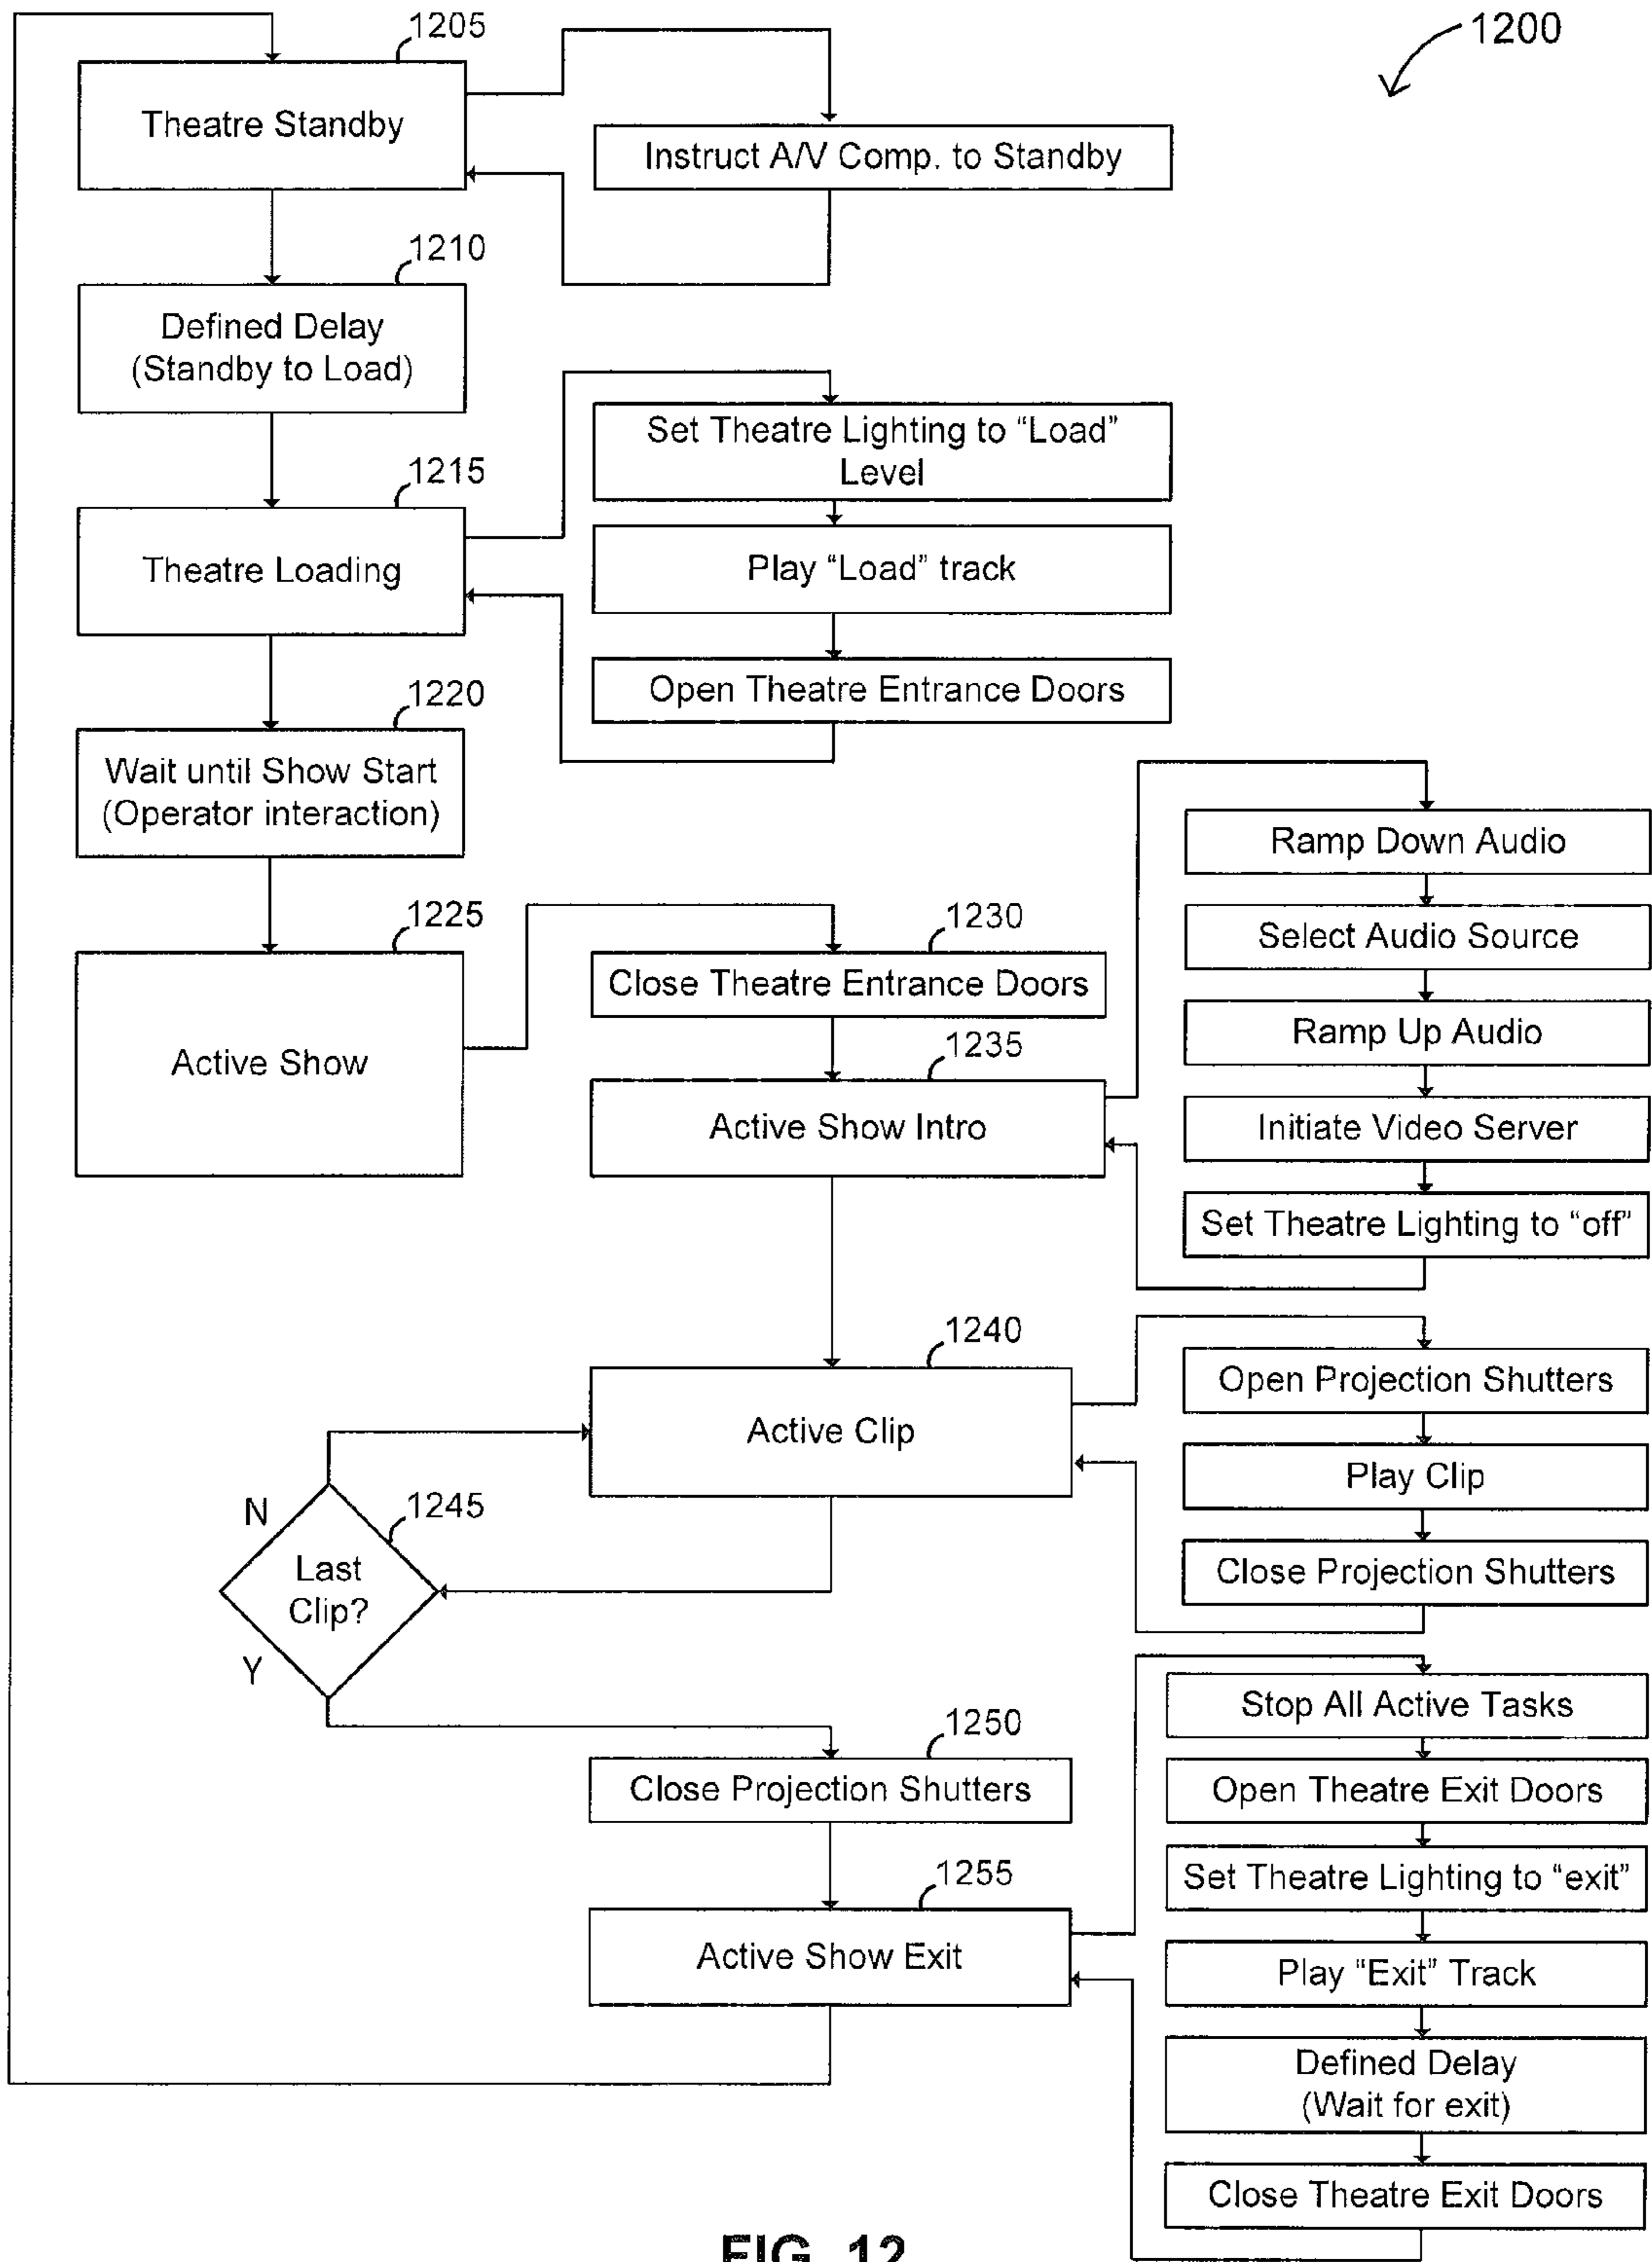 1200
1205
Theatre Standby
Instruct A/V Comp. to Standby
1210
Defined Delay
(Standby to Load)
1215
Theatre Loading
Set Theatre Lighting to “Load”
Level
Play “Load” track
Open Theatre Entrance Doors
1220
Wait until Show Start
(Operator interaction)
1225
Active Show
1230
Close Theatre Entrance Doors
1235
Active Show Intro
Ramp Down Audio
Select Audio Source
Ramp Up Audio
Initiate Video Server
Set Theatre Lighting to “off”
1240
Active Clip
Open Projection Shutters
Play Clip
Close Projection Shutters
N
1245
Last
Clip?
Y
1250
Close Projection Shutters
1255
Active Show Exit
Stop All Active Tasks
Open Theatre Exit Doors
Set Theatre Lighting to “exit”
Play “Exit” Track
Defined Delay
(Wait for exit)
Close Theatre Exit Doors
FIG. 12